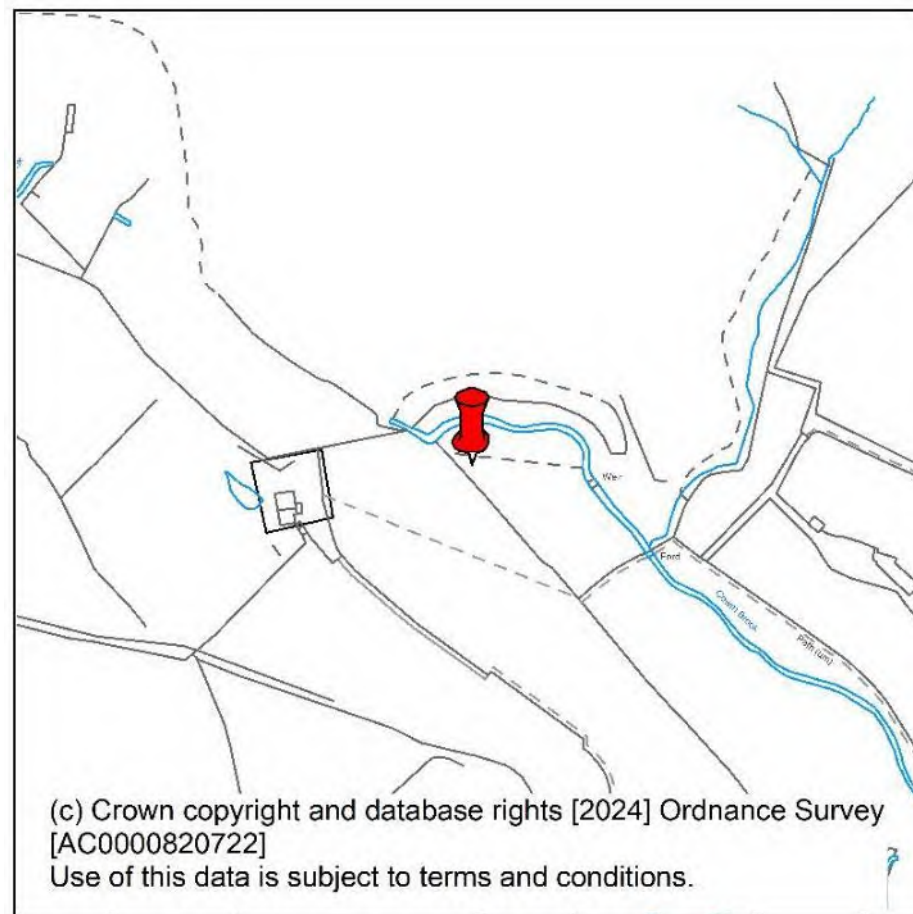 Weir
Ford
Cowm Brook
Path (um)
(c) Crown copyright and database rights [2024] Ordnance Survey
[AC0000820722]
Use of this data is subject to terms and conditions.